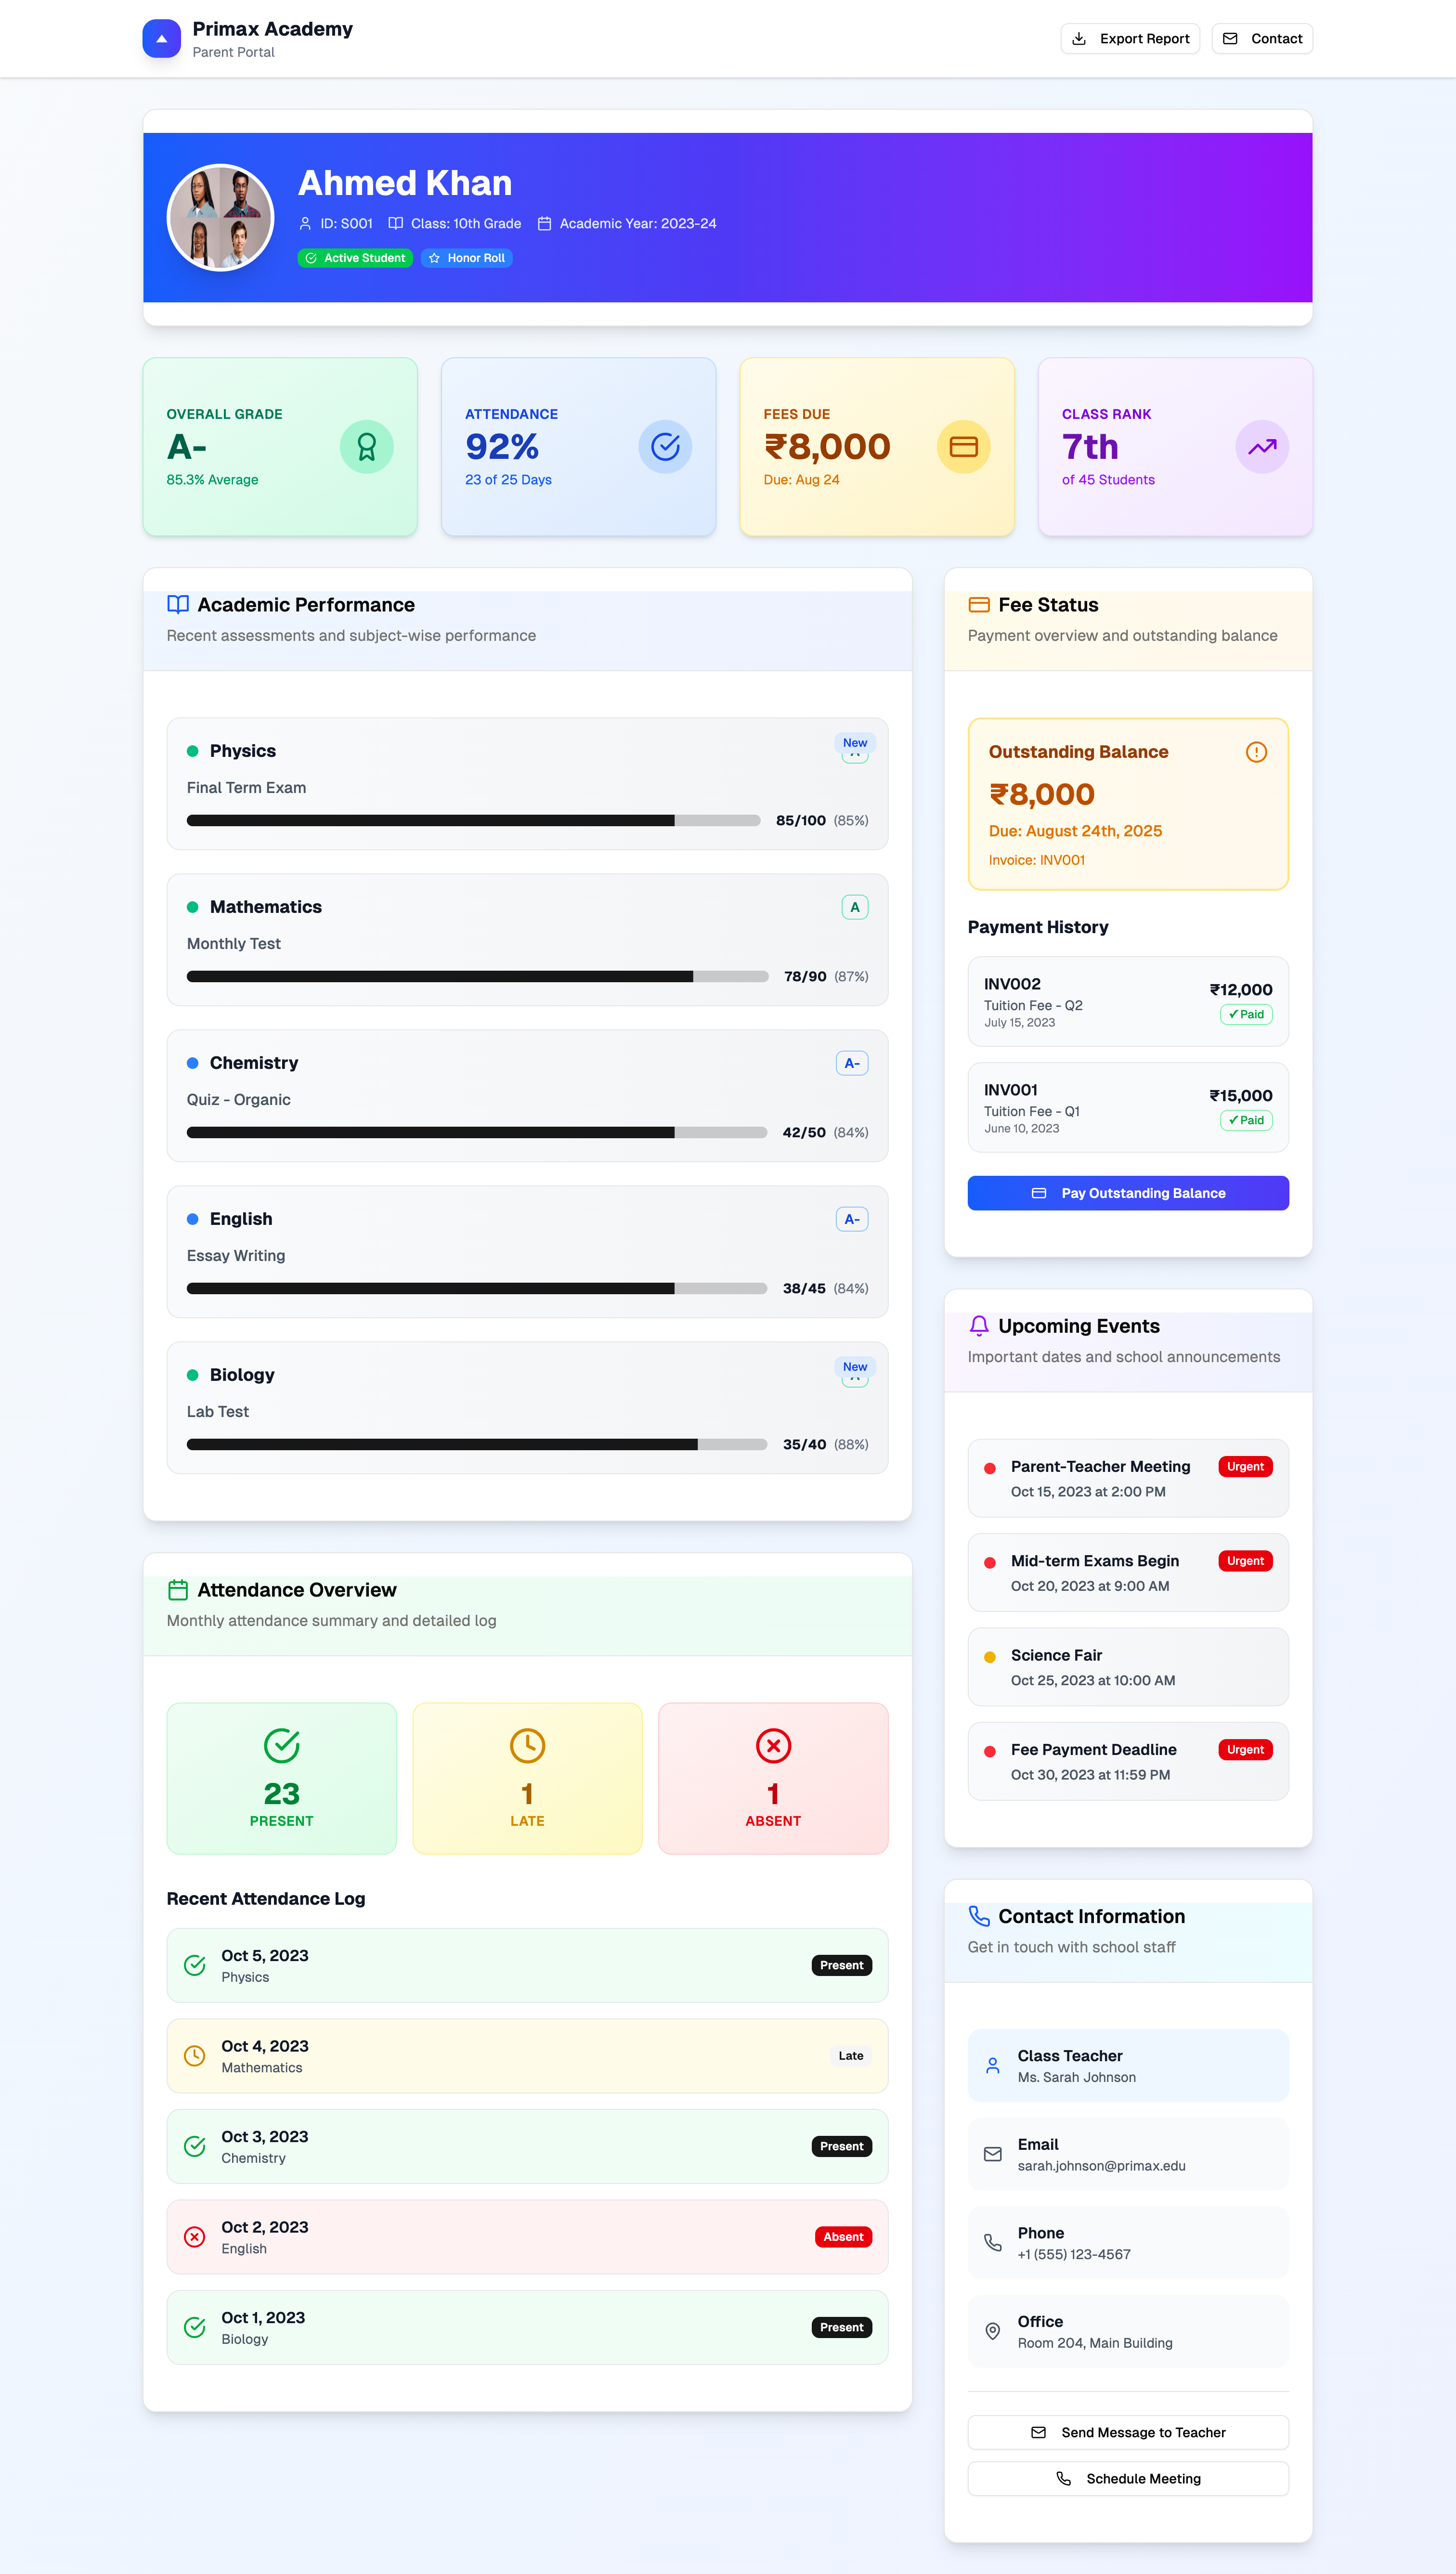 Primax Academy
Parent Portal
Export Report
Contact
Ahmed Khan
ID: S001
Class: 10th Grade
Academic Year: 2023-24
Active Student
Honor Roll
OVERALL GRADE
A-
85.3% Average
ATTENDANCE
92%
23 of 25 Days
FEES DUE
₹8,000
Due: Aug 24
CLASS RANK
7th
of 45 Students
Academic Performance
Recent assessments and subject-wise performance
Physics
New
Final Term Exam
85/100 (85%)
Mathematics
A
Monthly Test
78/90 (87%)
Chemistry
A-
Quiz - Organic
42/50 (84%)
English
A-
Essay Writing
38/45 (84%)
Biology
New
Lab Test
35/40 (88%)
Attendance Overview
Monthly attendance summary and detailed log
23
PRESENT
1
LATE
1
ABSENT
Recent Attendance Log
Oct 5, 2023
Physics
Present
Oct 4, 2023
Mathematics
Late
Oct 3, 2023
Chemistry
Present
Oct 2, 2023
English
Absent
Oct 1, 2023
Biology
Present
Fee Status
Payment overview and outstanding balance
Outstanding Balance
₹8,000
Due: August 24th, 2025
Invoice: INV001
Payment History
INV002
Tuition Fee - Q2
July 15, 2023
₹12,000
✓ Paid
INV001
Tuition Fee - Q1
June 10, 2023
₹15,000
✓ Paid
Pay Outstanding Balance
Upcoming Events
Important dates and school announcements
Parent-Teacher Meeting
Urgent
Oct 15, 2023 at 2:00 PM
Mid-term Exams Begin
Urgent
Oct 20, 2023 at 9:00 AM
Science Fair
Oct 25, 2023 at 10:00 AM
Fee Payment Deadline
Urgent
Oct 30, 2023 at 11:59 PM
Contact Information
Get in touch with school staff
Class Teacher
Ms. Sarah Johnson
Email
sarah.johnson@primax.edu
Phone
+1 (555) 123-4567
Office
Room 204, Main Building
Send Message to Teacher
Schedule Meeting